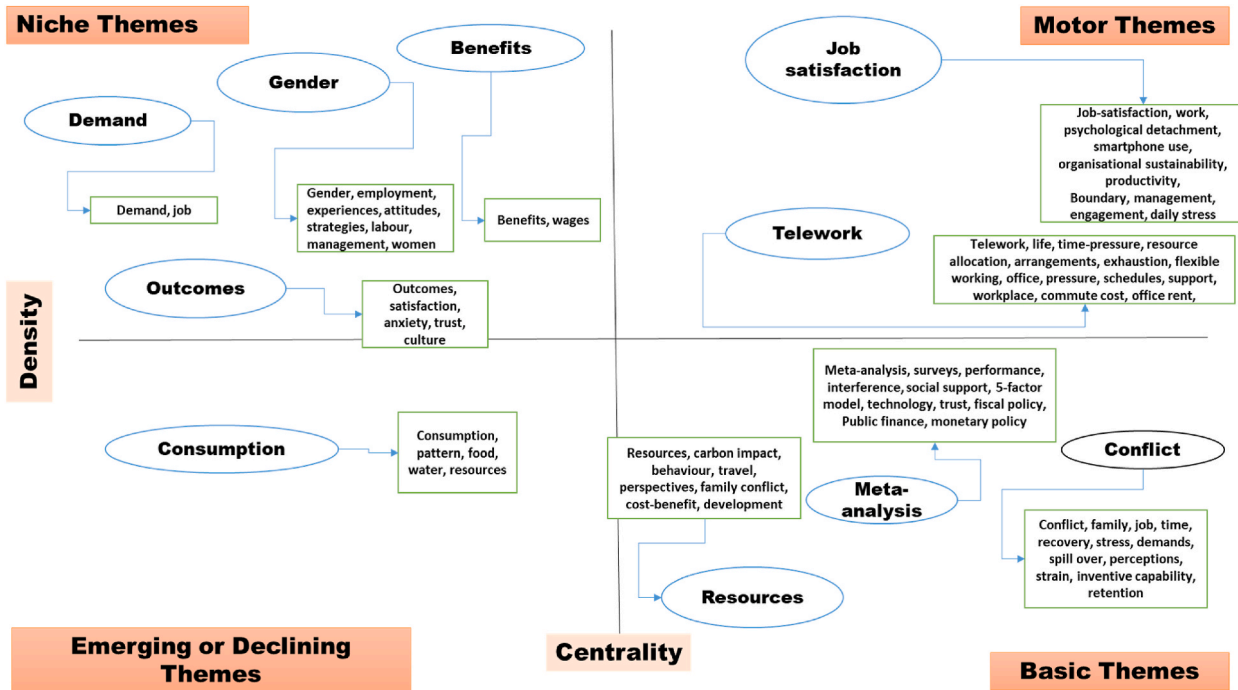 Niche Themes
Motor Themes
Benefits
Gender
Demand
Job
satisfaction
Demand, job
Gender, employment,
experiences, attitudes,
strategies, labour,
management, women
Benefits, wages
Job-satisfaction, work,
psychological detachment,
smartphone use,
organisational sustainability,
productivity,
Boundary, management,
engagement, daily stress
Telework
Telework, life, time-pressure, resource
allocation, arrangements, exhaustion, flexible
working, office, pressure, schedules, support,
workplace, commute cost, office rent,
Outcomes
Outcomes,
satisfaction,
anxiety, trust,
culture
Density
Consumption
Consumption,
pattern, food,
water, resources
Meta-analysis, surveys, performance,
interference, social support, 5-factor
model, technology, trust, fiscal policy,
Public finance, monetary policy
Resources, carbon impact,
behaviour, travel,
perspectives, family conflict,
cost-benefit, development
Meta-
analysis
Conflict
Conflict, family, job, time,
recovery, stress, demands,
spill over, perceptions,
strain, inventive capability,
retention
Resources
Emerging or Declining
Themes
Centrality
Basic Themes